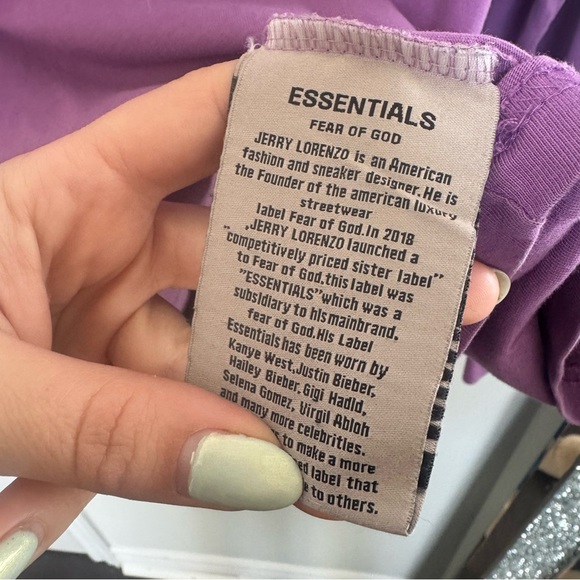 ESSENTIALS
FEAR OF GOD
JERRY LORENZO is an American
fashion and sneaker designer.He is
the Founder of the american luxury
streetwear
label Fear of God.In 2018
" ,JERRY LORENZO launched a
competitively priced sister label"
to Fear of God.this label was
"ESSENTIALS"which was a
subsldiary to hismainbrand.
fear of God.Hls Label
Essentials has been worn by
Kanye West,Justin Bieber,
Hailey Bieber,Gigi Hadld,
Selena Gomez, Virgil Abloh
and many more celebritles.
to make a more
label that
to others.